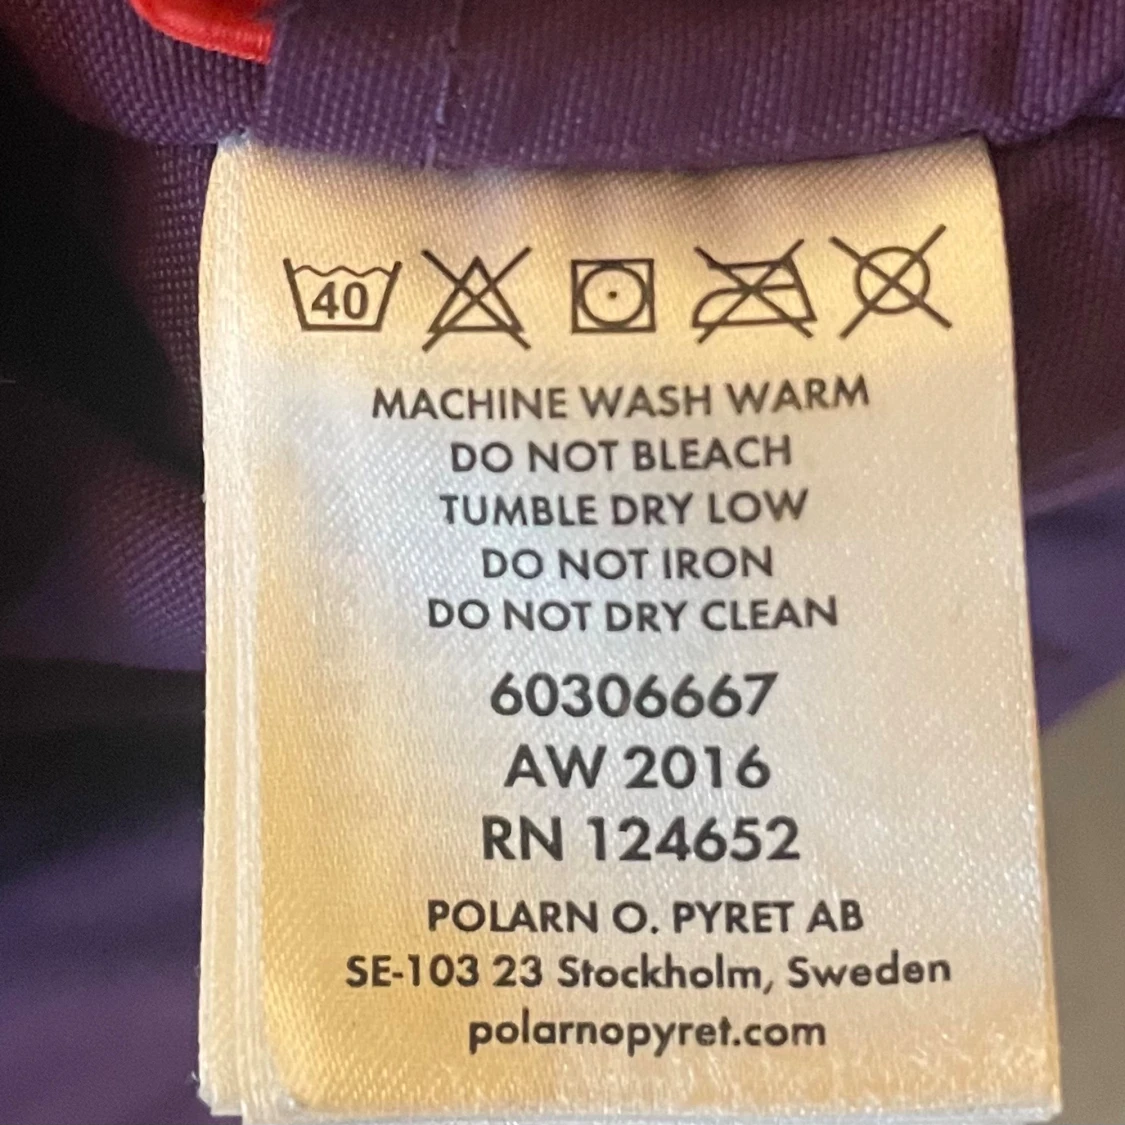 40
MACHINE WASH WARM
DO NOT BLEACH
TUMBLE DRY LOW
DO NOT IRON
DO NOT DRY CLEAN
60306667
AW 2016
RN 124652
POLARN O. PYRET AB
SE-103 23 Stockholm, Sweden
polarnopyret.com